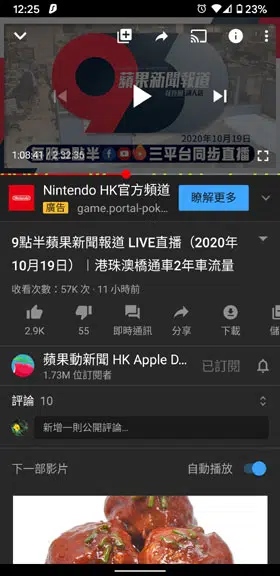 12:25
23%
蘋果新聞報道
2020年10月19日
三平台同步直播
1:08:41 / 2:32:36
Nintendo HK官方頻道
廣告 game.portal-pok...
瞭解更多
9點半蘋果新聞報道 LIVE直播（2020年
10月19日）｜港珠澳橋通車2年車流量
收看次數：57K 次 · 11 小時前
2.9K
55
即時通訊
分享
下載
儲
蘋果動新聞 HK Apple D...
1.73M 位訂閱者
已訂閱
評論 10
新增一則公開評論...
下一部影片
自動播放